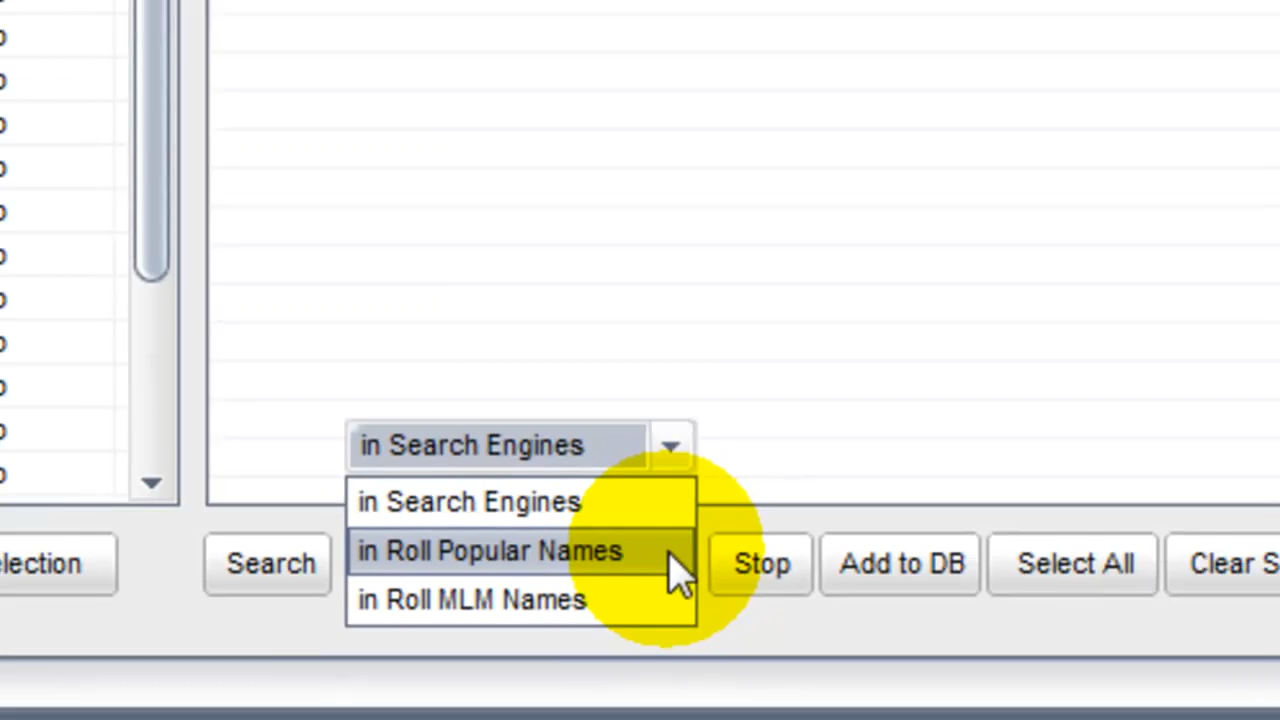 in Search Engines
in Search Engines
in Roll Popular Names
in Roll MLM Names
election
Search
Stop
Add to DB
Select All
Clear S